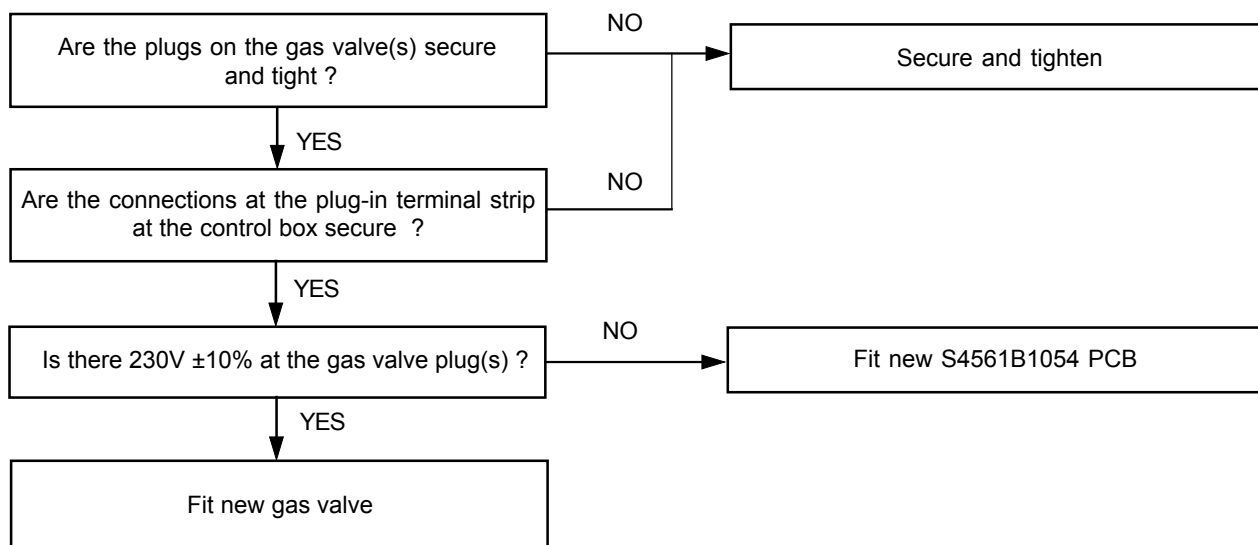 Are the plugs on the gas valve(s) secure
and tight ?
NO
Secure and tighten
YES
Are the connections at the plug-in terminal strip
at the control box secure ?
NO
YES
Is there 230V ±10% at the gas valve plug(s) ?
NO
Fit new S4561B1054 PCB
YES
Fit new gas valve